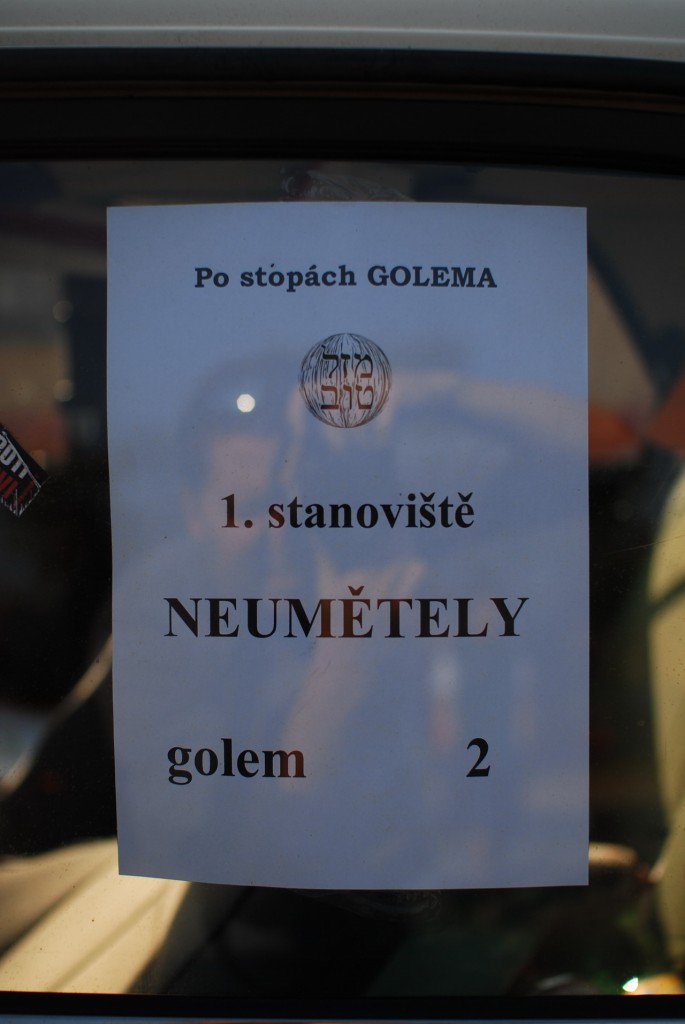 Po stopách GOLEMA
מזל
טוב
1. stanoviště
NEUMĚTELY
golem 2